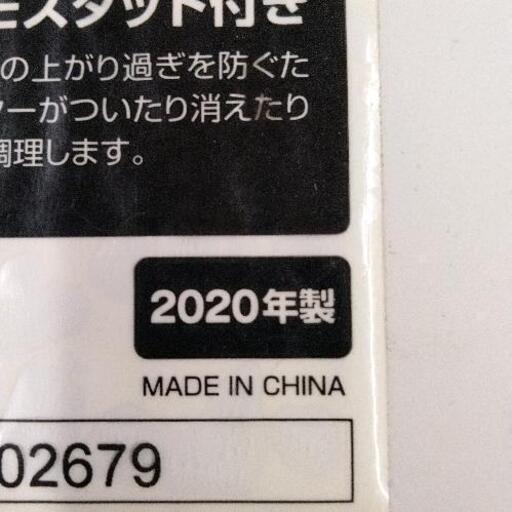 モスタット付き
の上がり過ぎを防ぐた
ターがついたり消えたり
調理します。
2020年製
MADE IN CHINA
02679